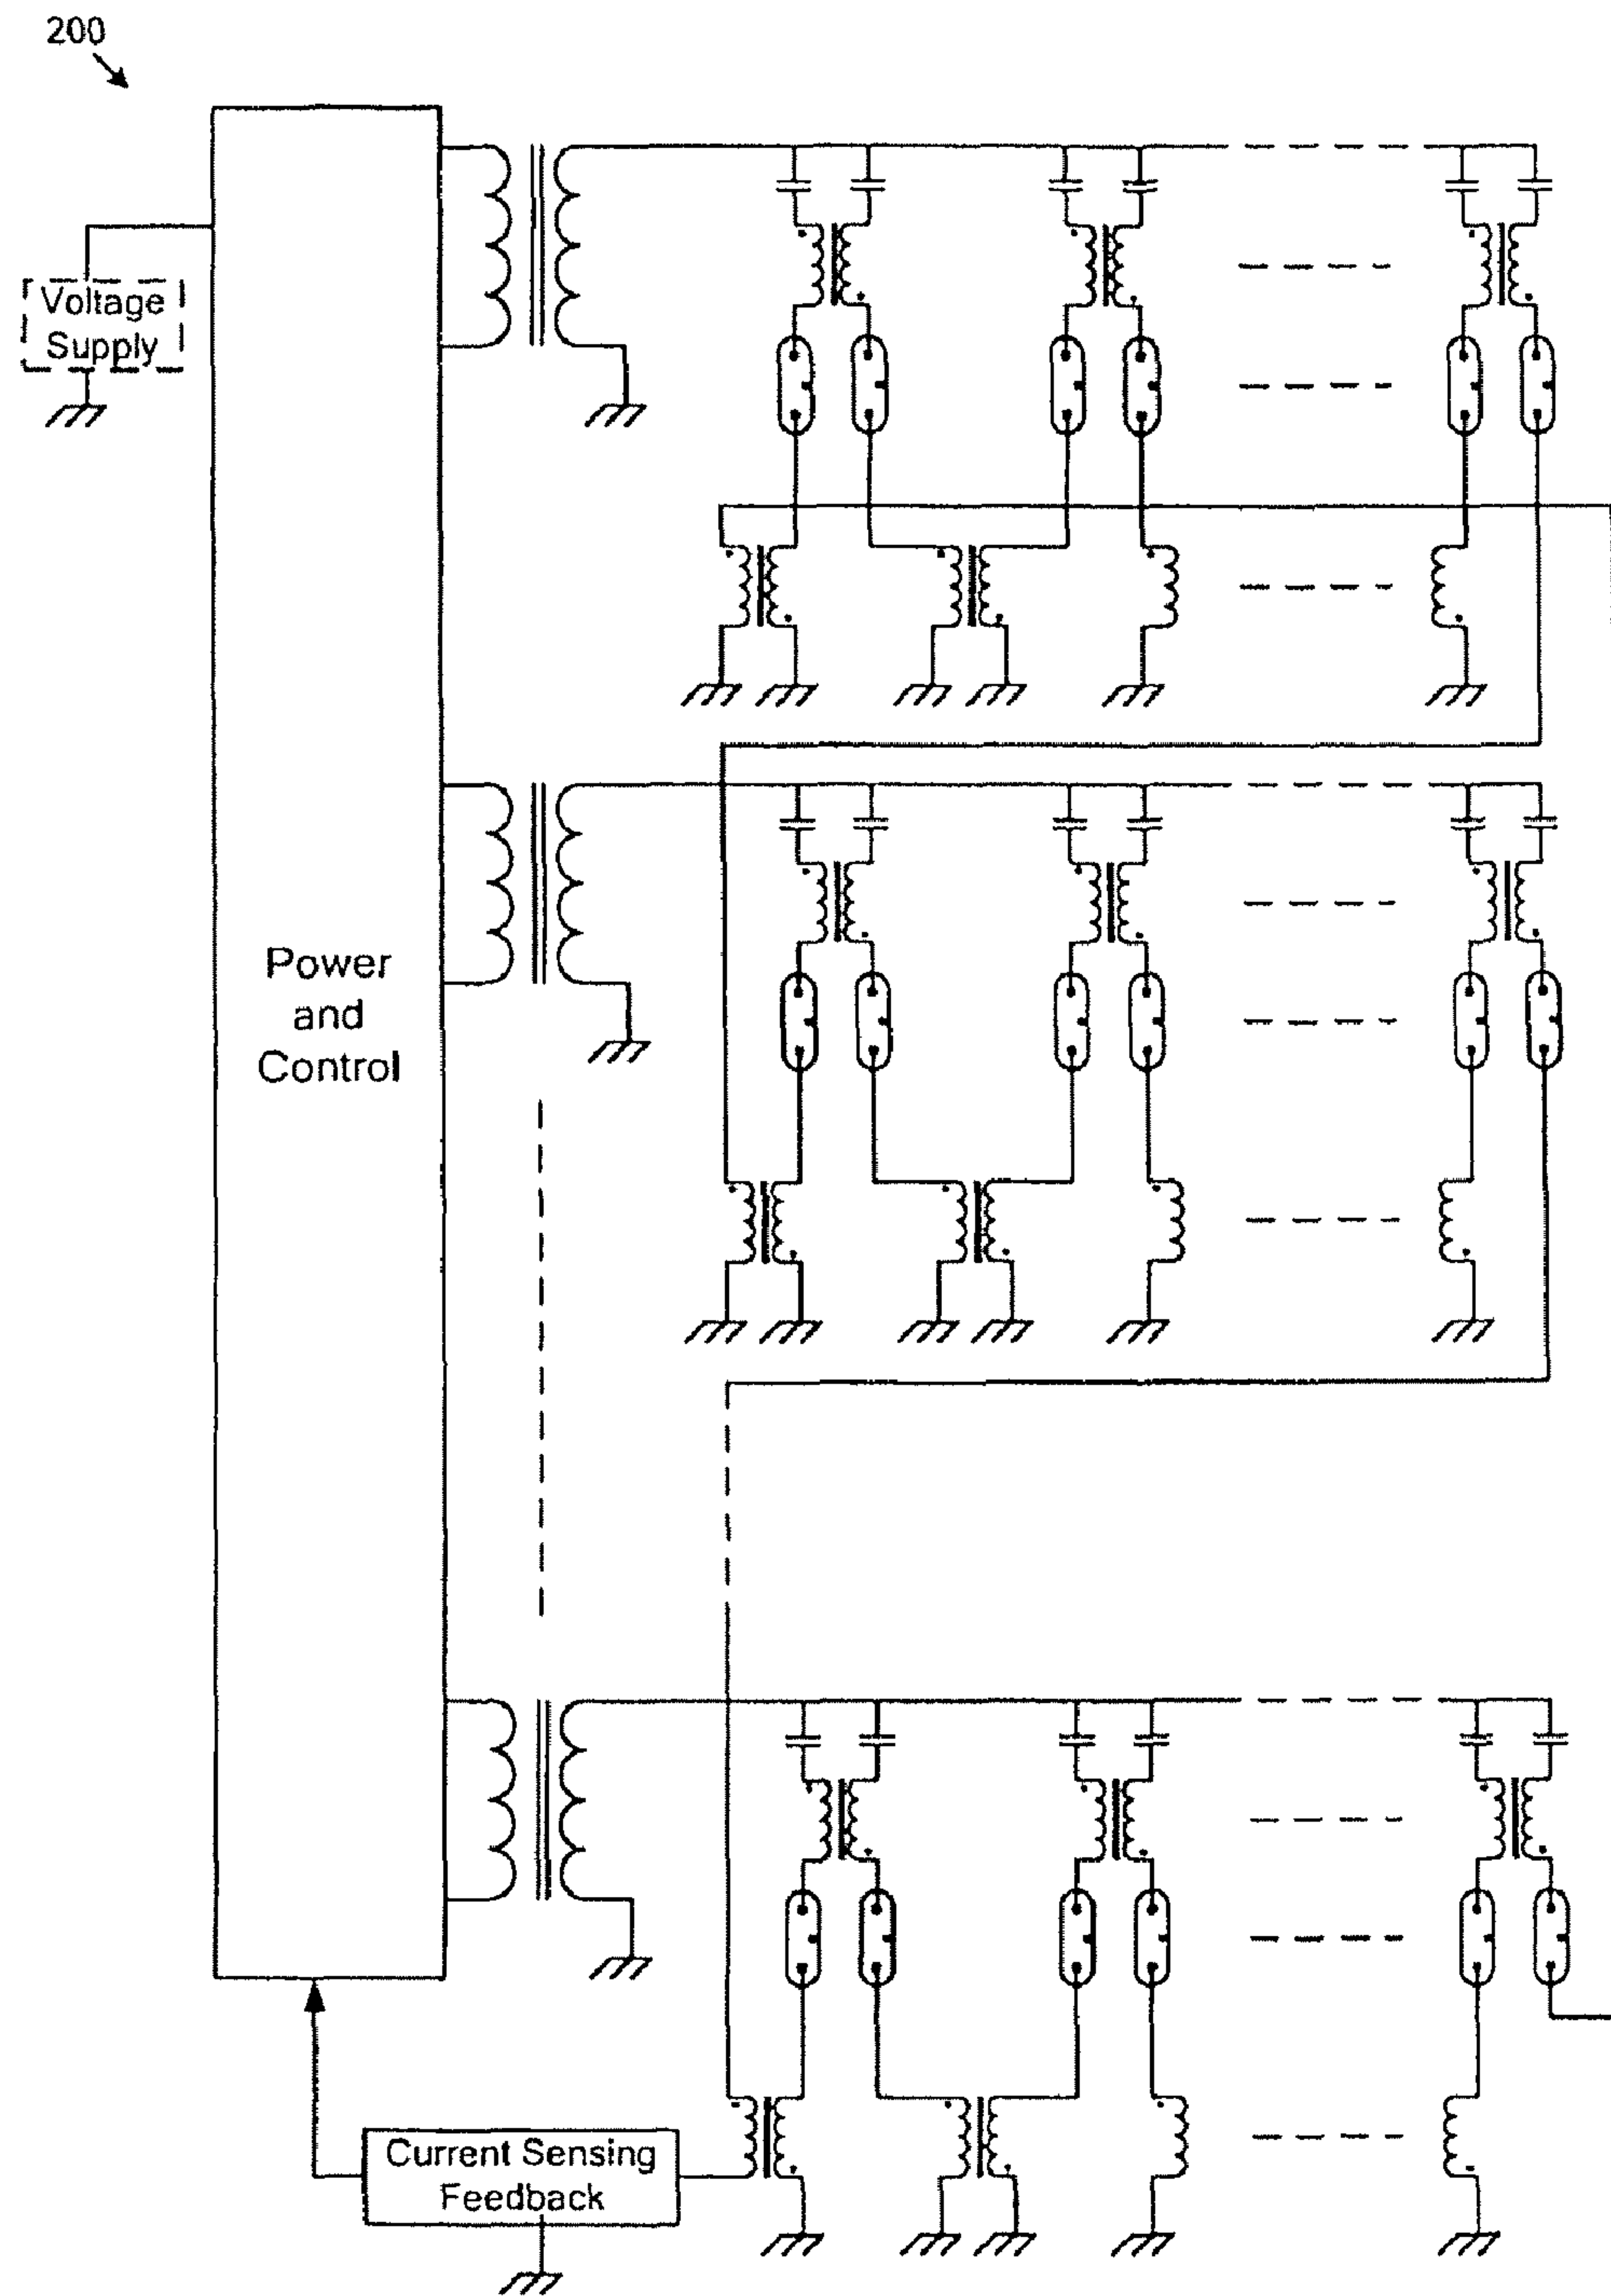 200
Voltage
Supply
Power
and
Control
Current Sensing
Feedback